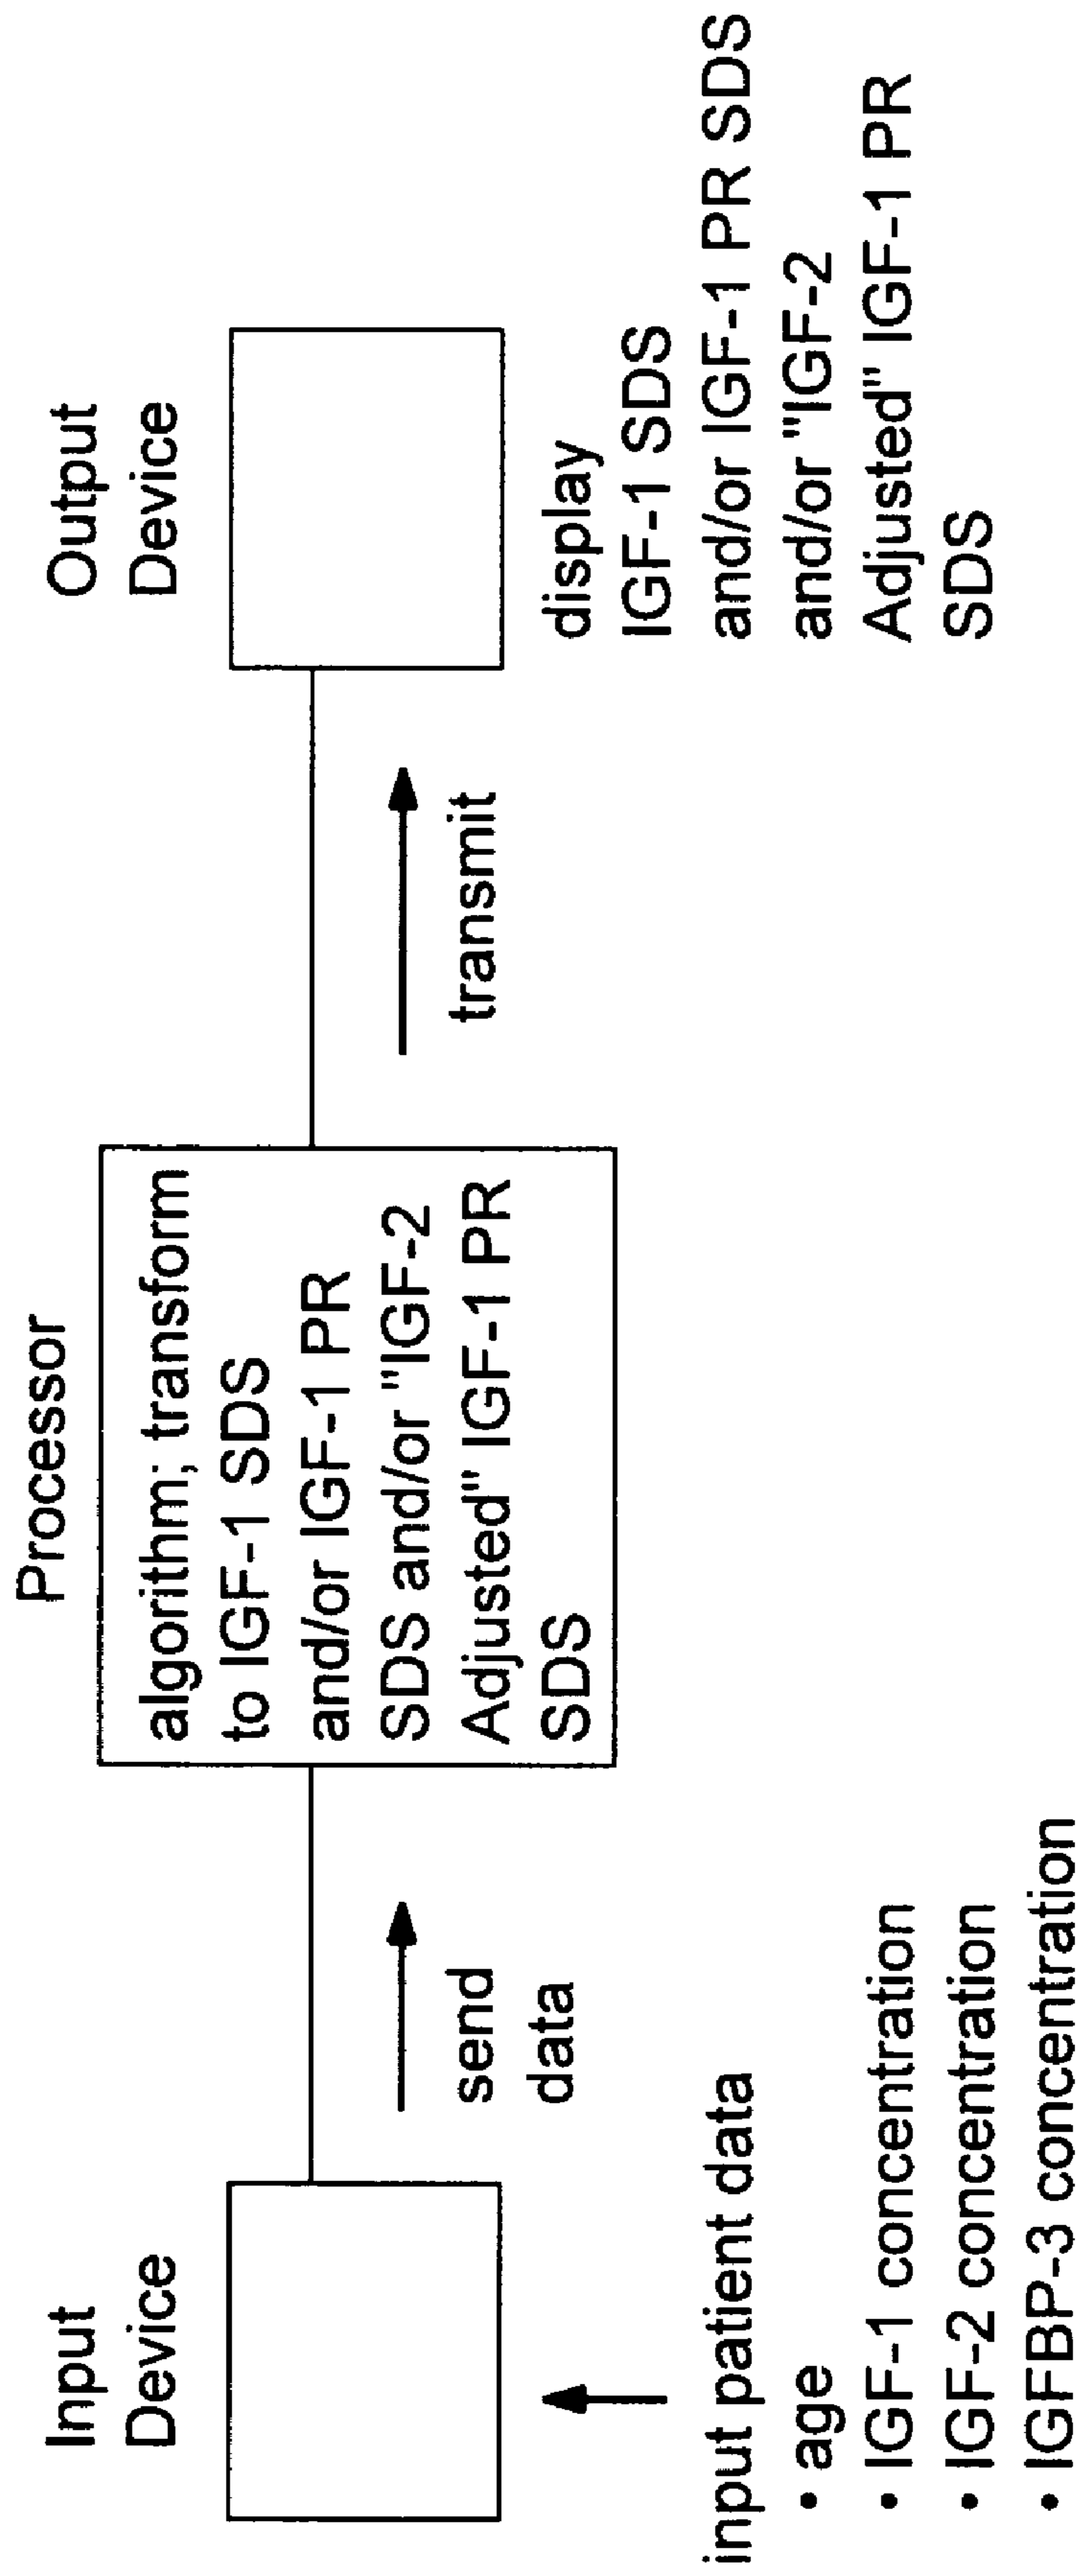 Input
Device
input patient data
• age
• IGF-1 concentration
• IGF-2 concentration
• IGFBP-3 concentration
send
data
Processor
algorithm; transform
to IGF-1 SDS
and/or IGF-1 PR
SDS and/or "IGF-2
Adjusted" IGF-1 PR
SDS
transmit
Output
Device
display
IGF-1 SDS
and/or IGF-1 PR SDS
and/or "IGF-2
Adjusted" IGF-1 PR
SDS